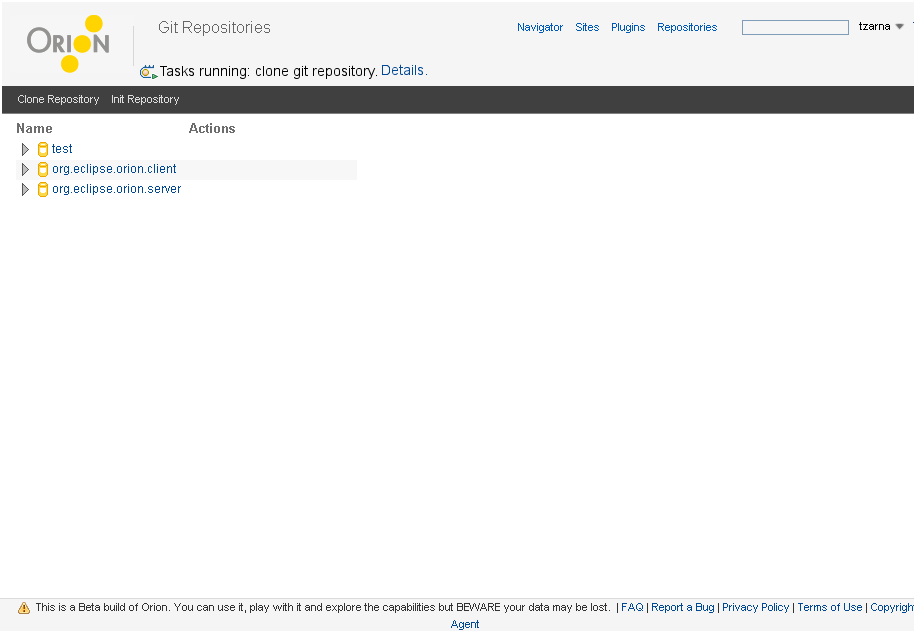 ORION
Git Repositories
Navigator Sites Plugins Repositories
tzarna
Tasks running: clone git repository. Details.
Clone Repository Init Repository
Name Actions
test
org.eclipse.orion.client
org.eclipse.orion.server
This is a Beta build of Orion. You can use it, play with it and explore the capabilities but BEWARE your data may be lost. | FAQ | Report a Bug | Privacy Policy | Terms of Use |
Agent